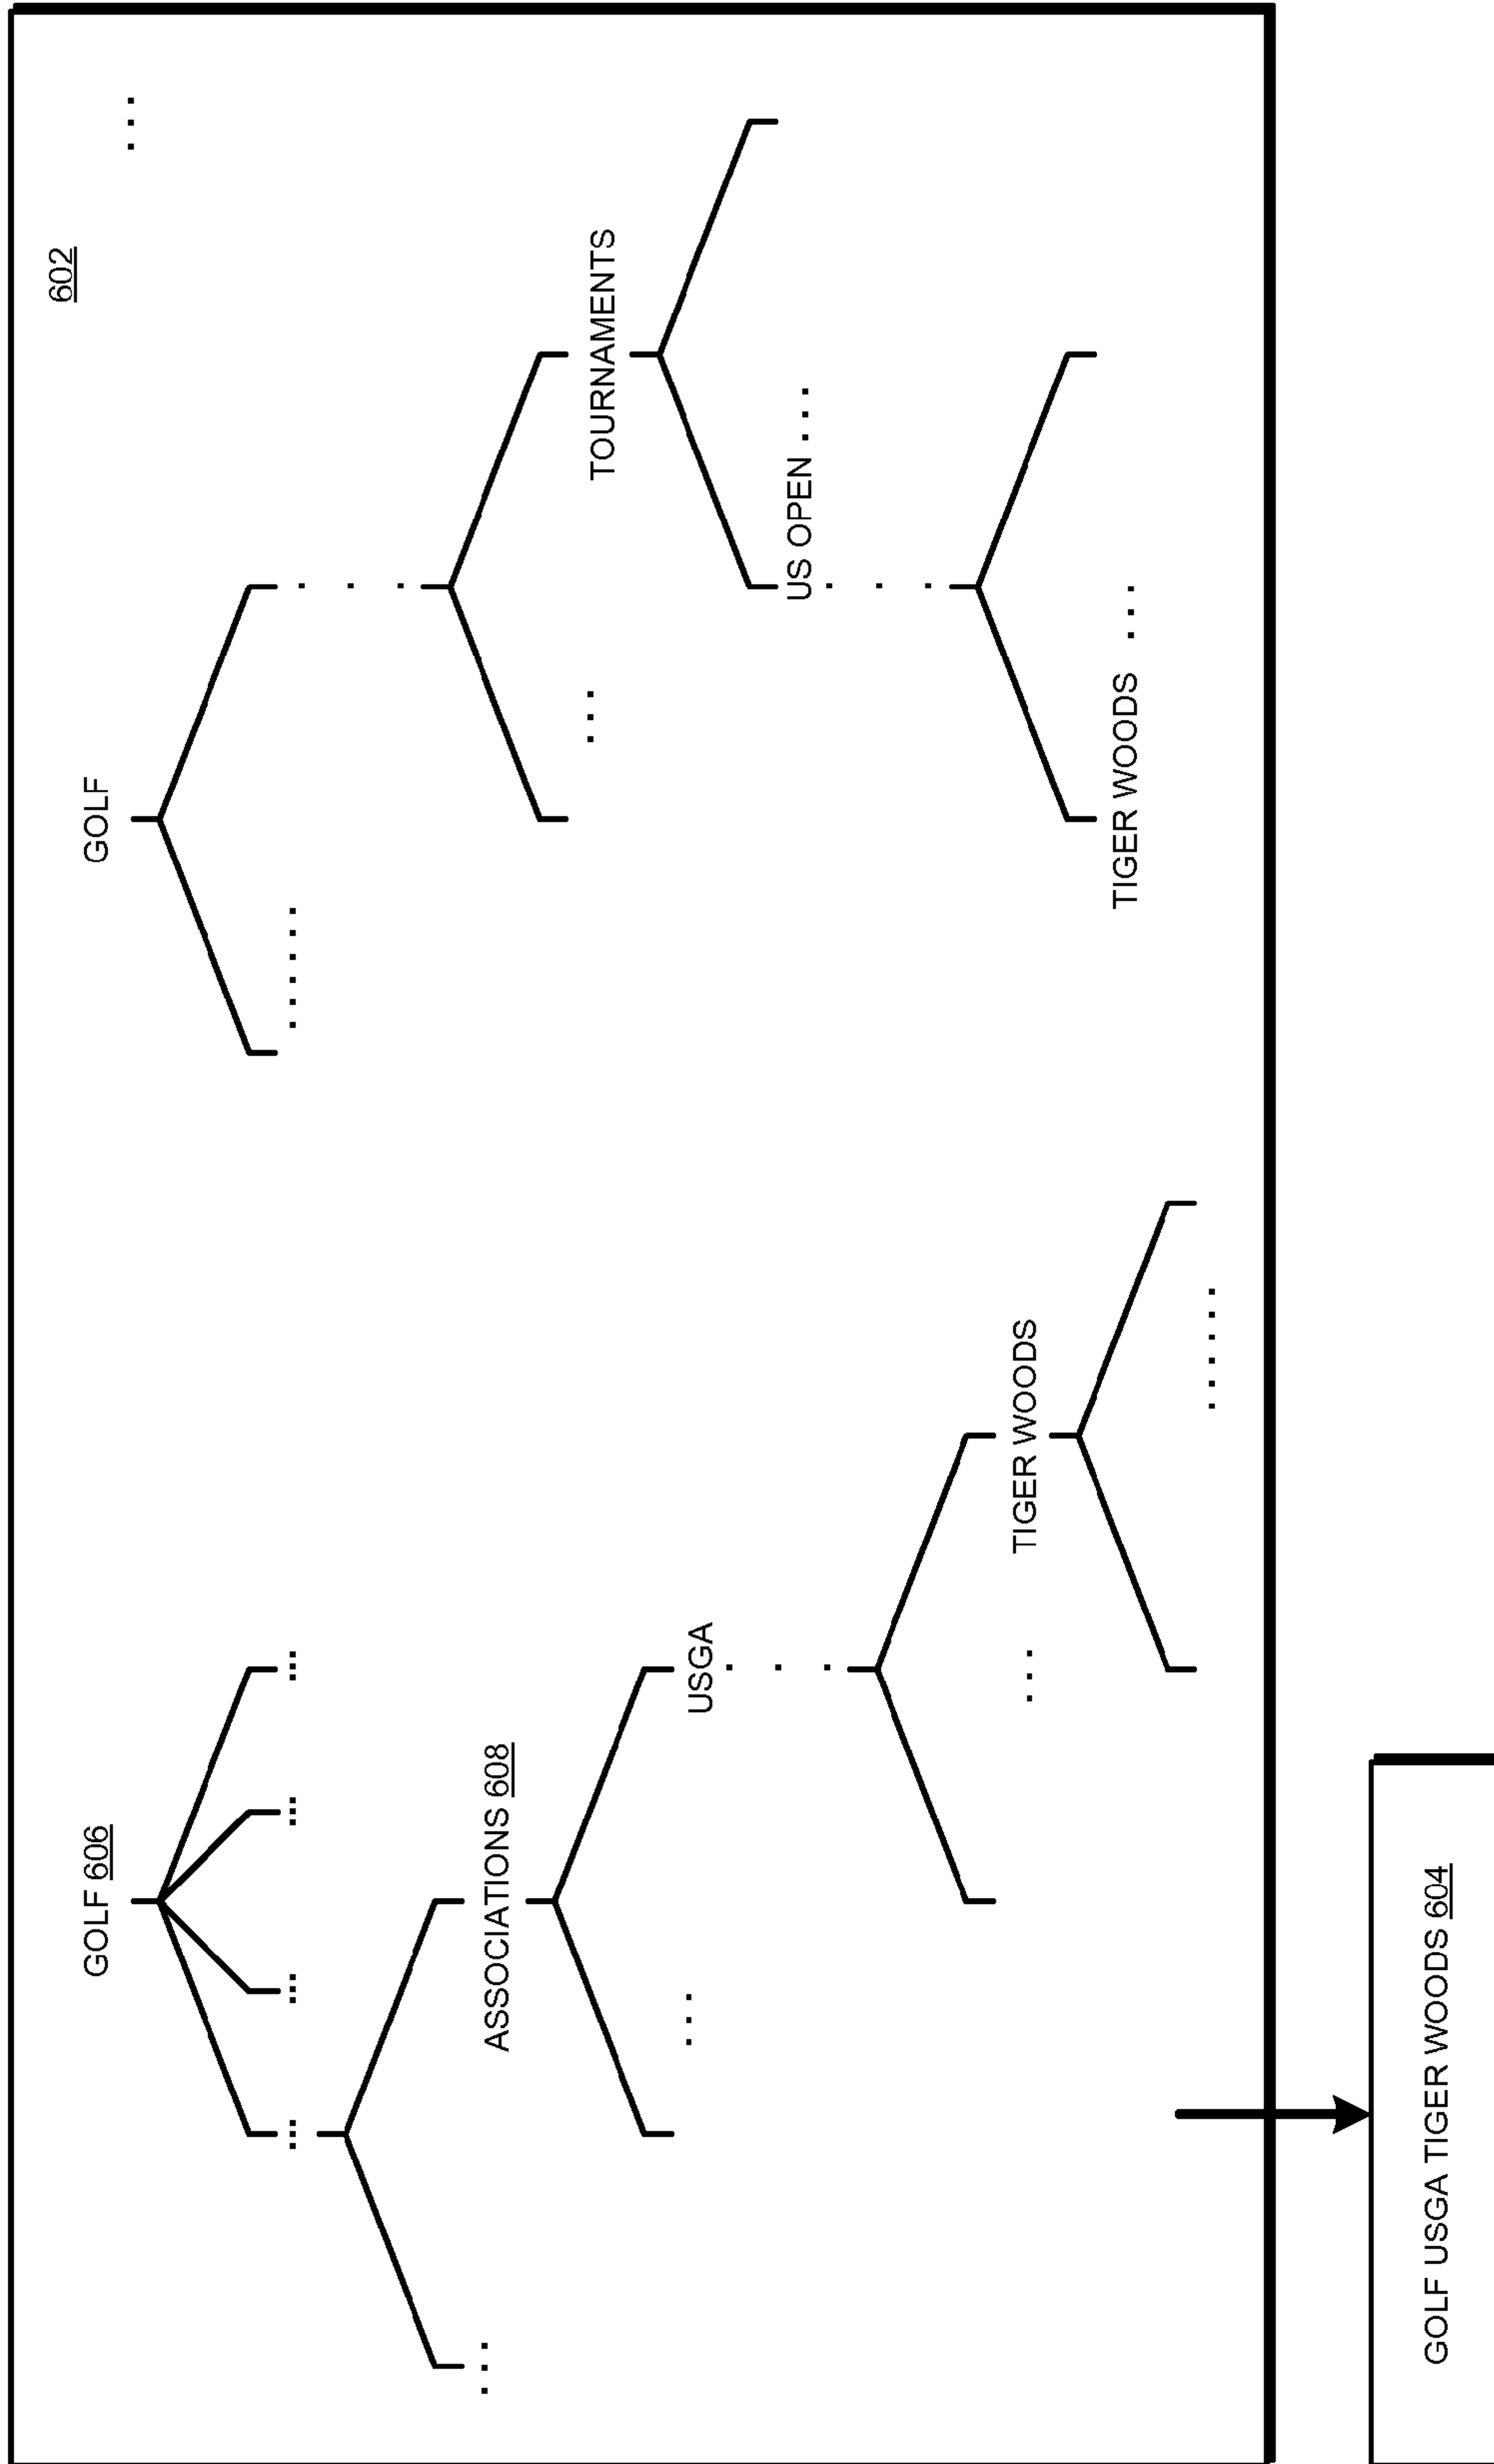 602
GOLF 606
GOLF
ASSOCIATIONS 608
TOURNAMENTS
USGA
US OPEN ...
TIGER WOODS
TIGER WOODS ...
GOLF USGA TIGER WOODS 604